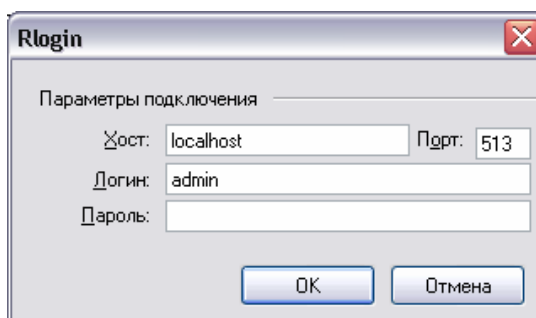 Rlogin
Параметры подключения
Хост: localhost Порт: 513
Логин: admin
Пароль:
OK Отмена